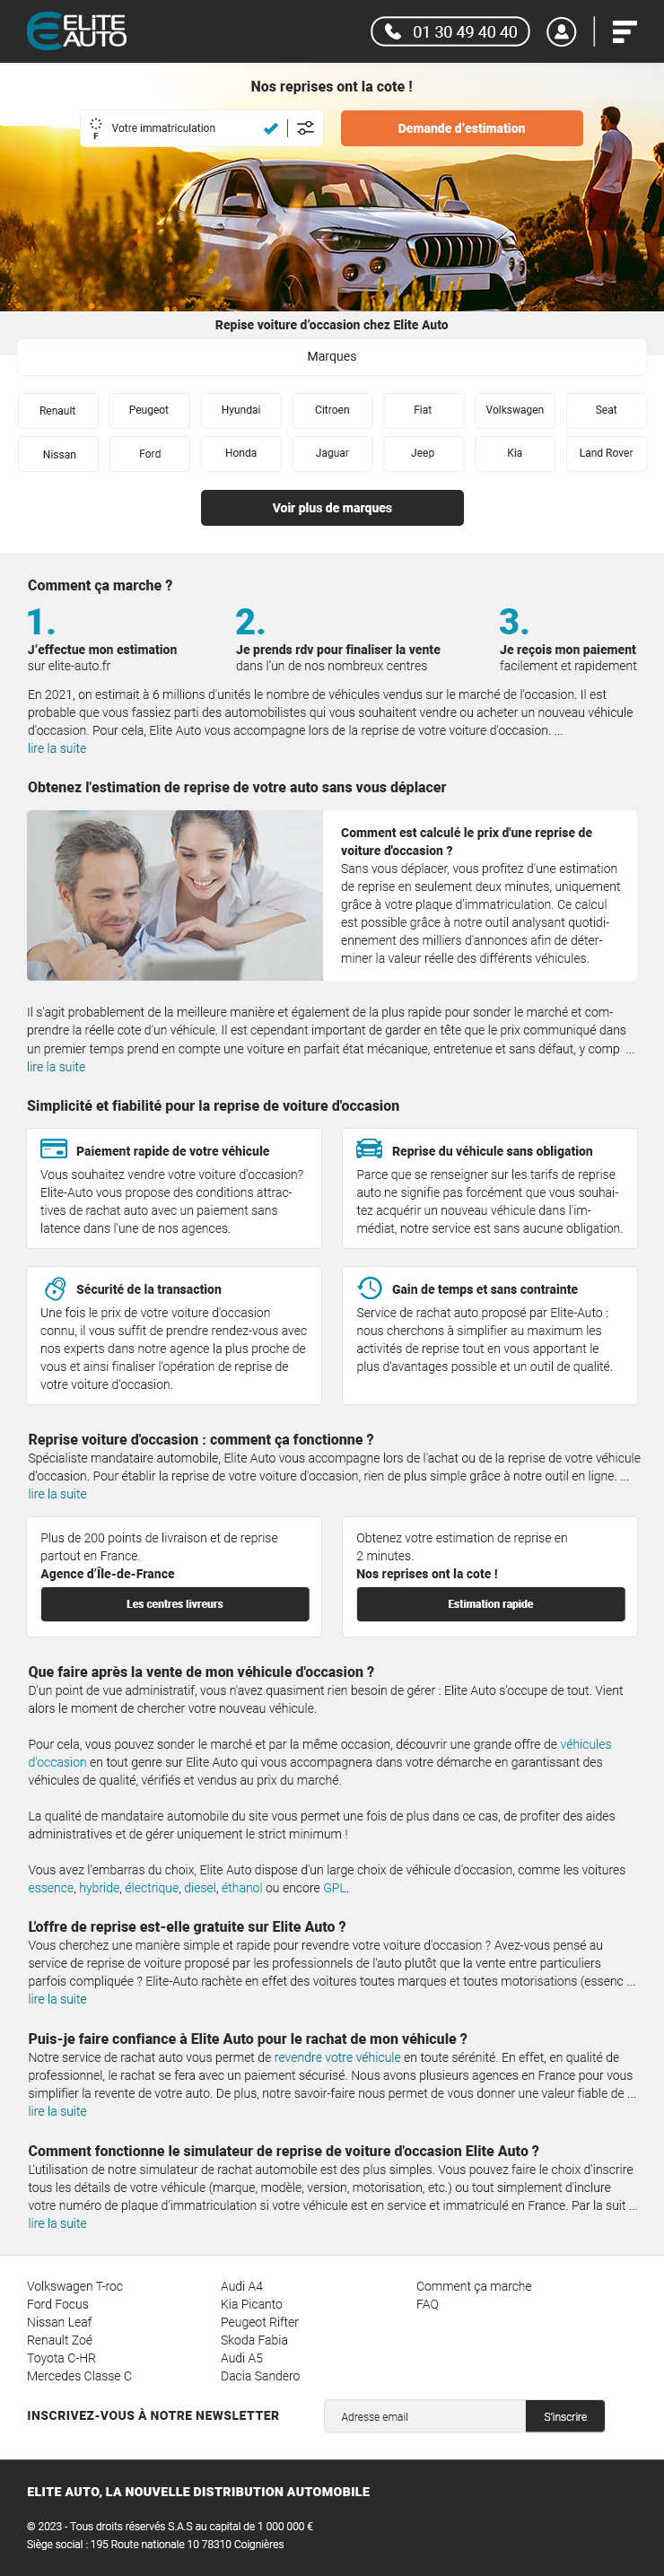 ELITE
AUTO
01 30 49 40 40
Nos reprises ont la cote !
F
Votre immatriculation
Demande d'estimation
Repise voiture d'occasion chez Elite Auto
Marques
Renault
Peugeot
Hyundai
Citroen
Fiat
Volkswagen
Seat
Nissan
Ford
Honda
Jaguar
Jeep
Kia
Land Rover
Voir plus de marques
Comment ça marche ?
1.
J'effectue mon estimation
sur elite-auto.fr
2.
Je prends rdv pour finaliser la vente
dans l'un de nos nombreux centres
3.
Je reçois mon paiement
facilement et rapidement
En 2021, on estimait à 6 millions d'unités le nombre de véhicules vendus sur le marché de l'occasion. Il est
probable que vous fassiez parti des automobilistes qui vous souhaitent vendre ou acheter un nouveau véhicule
d'occasion. Pour cela, Elite Auto vous accompagne lors de la reprise de votre voiture d'occasion. ...
lire la suite
Obtenez l'estimation de reprise de votre auto sans vous déplacer
Comment est calculé le prix d'une reprise de
voiture d'occasion ?
Sans vous déplacer, vous profitez d'une estimation
de reprise en seulement deux minutes, uniquement
grâce à votre plaque d'immatriculation. Ce calcul
est possible grâce à notre outil analysant quotidi-
ennement des milliers d'annonces afin de déter-
miner la valeur réelle des différents véhicules.
Il s'agit probablement de la meilleure manière et également de la plus rapide pour sonder le marché et com-
prendre la réelle cote d'un véhicule. Il est cependant important de garder en tête que le prix communiqué dans
un premier temps prend en compte une voiture en parfait état mécanique, entretenue et sans défaut, y comp ...
lire la suite
Simplicité et fiabilité pour la reprise de voiture d'occasion
Paiement rapide de votre véhicule
Vous souhaitez vendre votre voiture d'occasion?
Elite-Auto vous propose des conditions attrac-
tives de rachat auto avec un paiement sans
latence dans l'une de nos agences.
Reprise du véhicule sans obligation
Parce que se renseigner sur les tarifs de reprise
auto ne signifie pas forcément que vous souhai-
tez acquérir un nouveau véhicule dans l'im-
médiat, notre service est sans aucune obligation.
Sécurité de la transaction
Une fois le prix de votre voiture d'occasion
connu, il vous suffit de prendre rendez-vous avec
nos experts dans notre agence la plus proche de
vous et ainsi finaliser l'opération de reprise de
votre voiture d'occasion.
Gain de temps et sans contrainte
Service de rachat auto proposé par Elite-Auto :
nous cherchons à simplifier au maximum les
activités de reprise tout en vous apportant le
plus d'avantages possible et un outil de qualité.
Reprise voiture d'occasion : comment ça fonctionne ?
Spécialiste mandataire automobile, Elite Auto vous accompagne lors de l'achat ou de la reprise de votre véhicule
d'occasion. Pour établir la reprise de votre voiture d'occasion, rien de plus simple grâce à notre outil en ligne. ...
lire la suite
Plus de 200 points de livraison et de reprise
partout en France.
Agence d'Île-de-France
Les centres livreurs
Obtenez votre estimation de reprise en
2 minutes.
Nos reprises ont la cote !
Estimation rapide
Que faire après la vente de mon véhicule d'occasion ?
D'un point de vue administratif, vous n'avez quasiment rien besoin de gérer : Elite Auto s'occupe de tout. Vient
alors le moment de chercher votre nouveau véhicule.
Pour cela, vous pouvez sonder le marché et par la même occasion, découvrir une grande offre de véhicules
d'occasion en tout genre sur Elite Auto qui vous accompagnera dans votre démarche en garantissant des
véhicules de qualité, vérifiés et vendus au prix du marché.
La qualité de mandataire automobile du site vous permet une fois de plus dans ce cas, de profiter des aides
administratives et de gérer uniquement le strict minimum !
Vous avez l'embarras du choix, Elite Auto dispose d'un large choix de véhicule d'occasion, comme les voitures
essence, hybride, électrique, diesel, éthanol ou encore GPL.
L'offre de reprise est-elle gratuite sur Elite Auto ?
Vous cherchez une manière simple et rapide pour revendre votre voiture d'occasion ? Avez-vous pensé au
service de reprise de voiture proposé par les professionnels de l'auto plutôt que la vente entre particuliers
parfois compliquée ? Elite-Auto rachète en effet des voitures toutes marques et toutes motorisations (essenc ...
lire la suite
Puis-je faire confiance à Elite Auto pour le rachat de mon véhicule ?
Notre service de rachat auto vous permet de revendre votre véhicule en toute sérénité. En effet, en qualité de
professionnel, le rachat se fera avec un paiement sécurisé. Nous avons plusieurs agences en France pour vous
simplifier la revente de votre auto. De plus, notre savoir-faire nous permet de vous donner une valeur fiable de ...
lire la suite
Comment fonctionne le simulateur de reprise de voiture d'occasion Elite Auto ?
L'utilisation de notre simulateur de rachat automobile est des plus simples. Vous pouvez faire le choix d'inscrire
tous les détails de votre véhicule (marque, modèle, version, motorisation, etc.) ou tout simplement d'inclure
votre numéro de plaque d'immatriculation si votre véhicule est en service et immatriculé en France. Par la suit ...
lire la suite
Volkswagen T-roc
Ford Focus
Nissan Leaf
Renault Zoé
Toyota C-HR
Mercedes Classe C
Audi A4
Kia Picanto
Peugeot Rifter
Skoda Fabia
Audi A5
Dacia Sandero
Comment ça marche
FAQ
INSCRIVEZ-VOUS À NOTRE NEWSLETTER
Adresse email
S'inscrire
ELITE AUTO, LA NOUVELLE DISTRIBUTION AUTOMOBILE
© 2023 - Tous droits réservés S.A.S au capital de 1 000 000 €
Siège social : 195 Route nationale 10 78310 Coignières